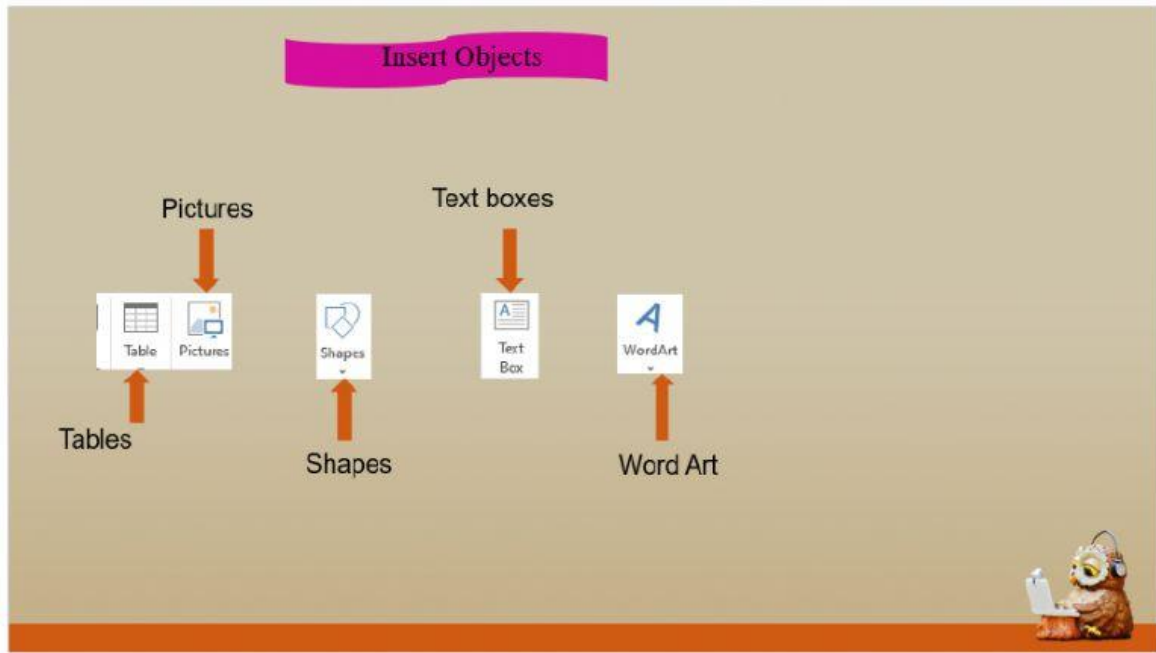 Insert Objects
Pictures
Text boxes
Table
Pictures
Shapes
Text
Box
WordArt
Tables
Shapes
Word Art